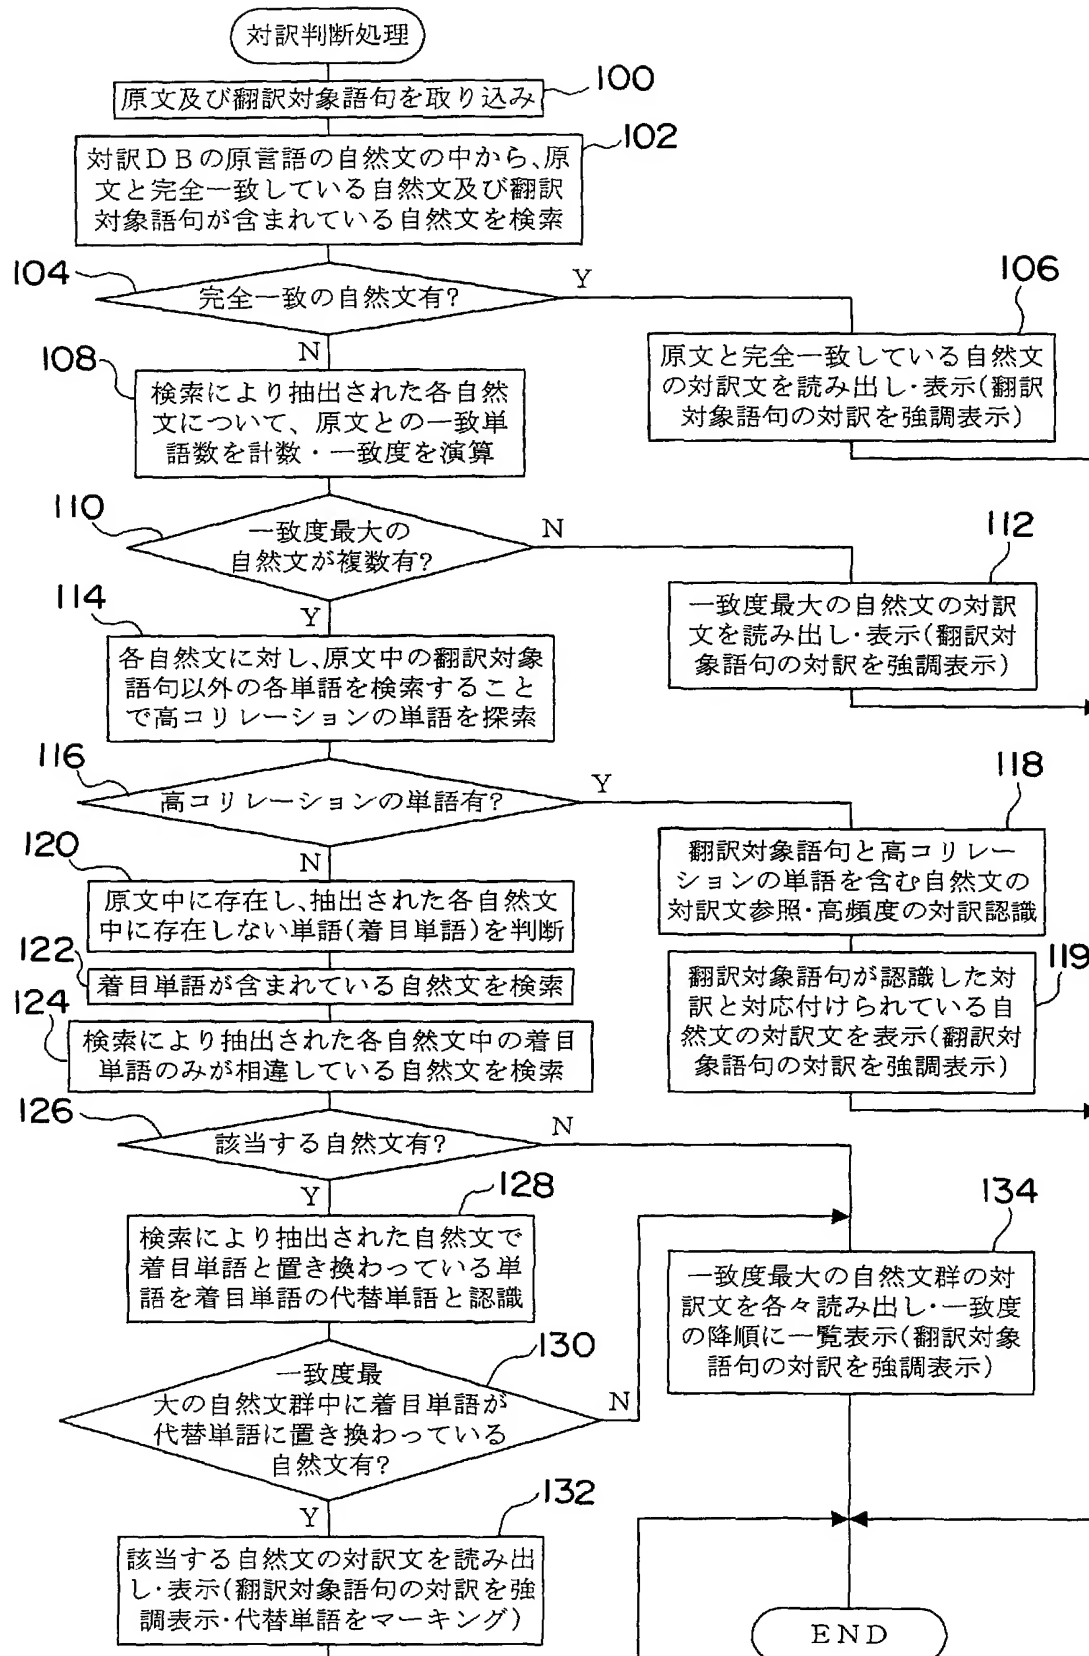 対訳判断処理
原文及び翻訳対象語句を取り込み
100
対訳DBの原言語の自然文の中から、原
文と完全一致している自然文及び翻訳
対象語句が含まれている自然文を検索
102
104
完全一致の自然文有?
Y
N
106
原文と完全一致している自然文
の対訳文を読み出し・表示(翻訳
対象語句の対訳を強調表示)
108
検索により抽出された各自然
文について、原文との一致単
語数を計数・一致度を演算
110
一致度最大の
自然文が複数有?
N
Y
112
一致度最大の自然文の対訳
文を読み出し・表示(翻訳対
象語句の対訳を強調表示)
114
各自然文に対し、原文中の翻訳対象
語句以外の各単語を検索すること
で高コリレーションの単語を探索
116
高コリレーションの単語有?
Y
N
118
翻訳対象語句と高コリレー
ションの単語を含む自然文の
対訳文参照・高頻度の対訳認識
119
翻訳対象語句が認識した対
訳と対応付けられている自
然文の対訳文を表示(翻訳対
象語句の対訳を強調表示)
120
原文中に存在し、抽出された各自然文
中に存在しない単語(着目単語)を判断
122
着目単語が含まれている自然文を検索
124
検索により抽出された各自然文中の着目
単語のみが相違している自然文を検索
126
該当する自然文有?
N
Y
128
検索により抽出された自然文で
着目単語と置き換わっている単
語を着目単語の代替単語と認識
130
一致度最
大の自然文群中に着目単語が
代替単語に置き換わっている
自然文有?
N
Y
132
該当する自然文の対訳文を読み出
し・表示(翻訳対象語句の対訳を強
調表示・代替単語をマーキング)
134
一致度最大の自然文群の対
訳文を各々読み出し・一致度
の降順に一覧表示(翻訳対象
語句の対訳を強調表示)
END